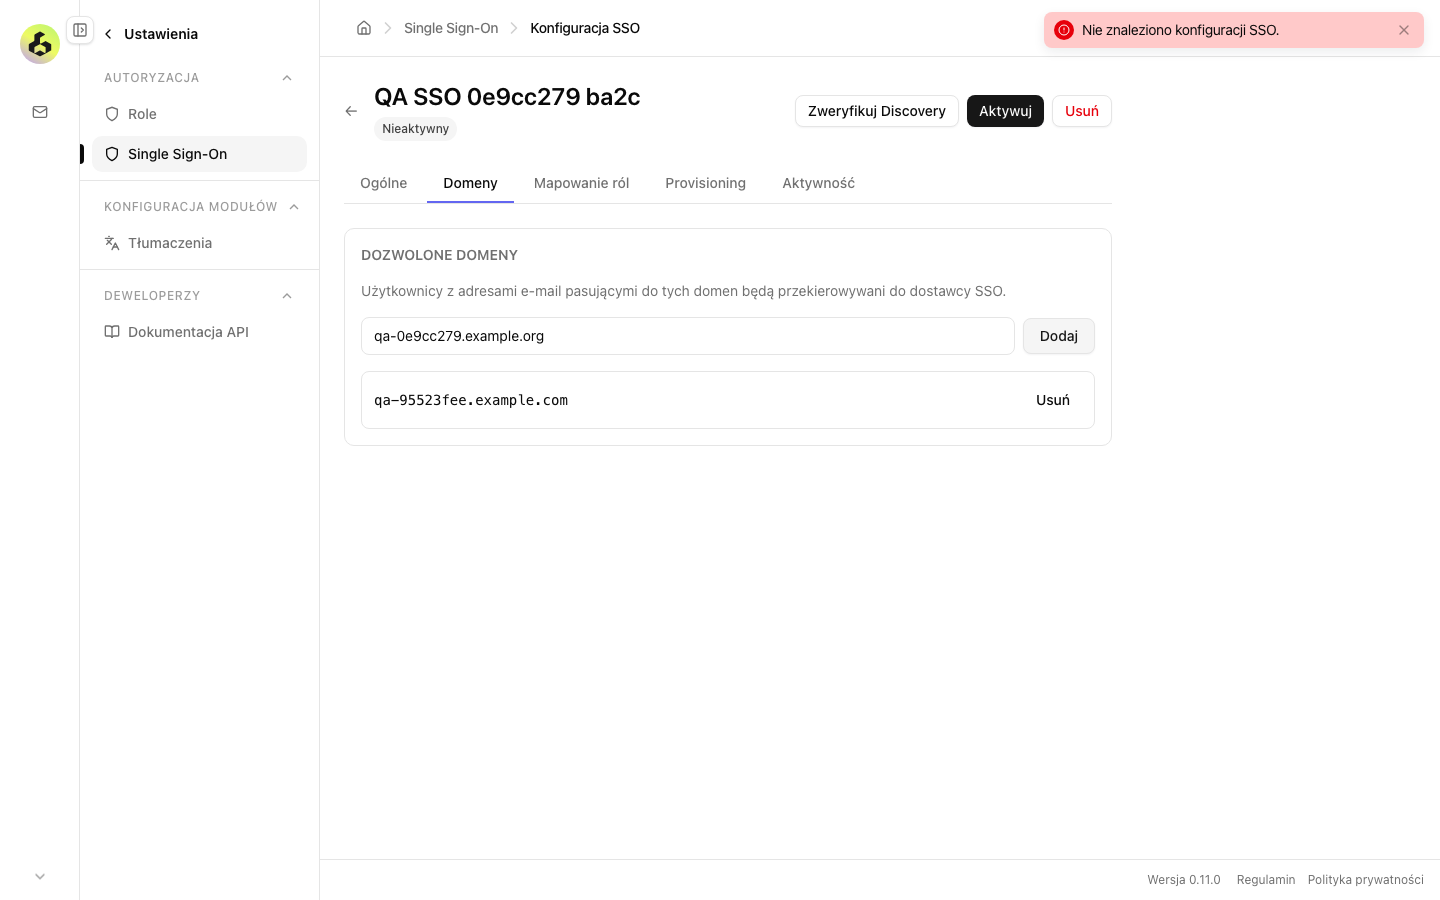 Ustawienia
AUTORYZACJA
Role
Single Sign-On
KONFIGURACJA MODUŁÓW
Tłumaczenia
DEWELOPERZY
Dokumentacja API
Single Sign-On
Konfiguracja SSO
Nie znaleziono konfiguracji SSO.
QA SSO 0e9cc279 ba2c
Nieaktywny
Zweryfikuj Discovery
Aktywuj
Usuń
Ogólne
Domeny
Mapowanie ról
Provisioning
Aktywność
DOZWOLONE DOMENY
Użytkownicy z adresami e-mail pasującymi do tych domen będą przekierowywani do dostawcy SSO.
qa-0e9cc279.example.org
Dodaj
qa-95523fee.example.com
Usuń
Wersja 0.11.0
Regulamin
Polityka prywatności